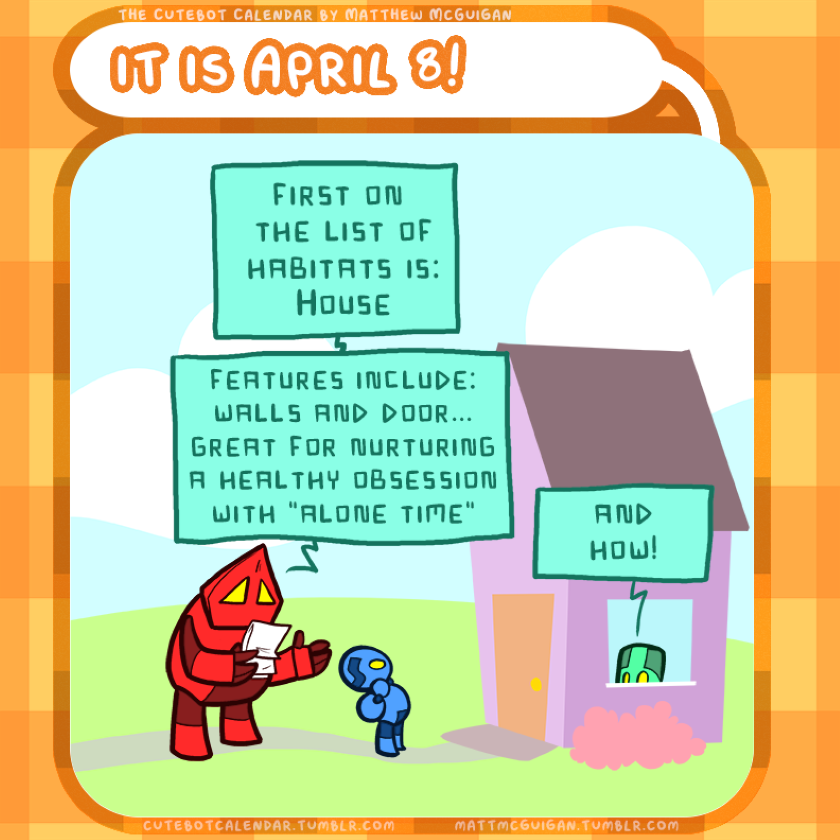 The Cutebot Calendar by Matthew McGuigan
It is April 8!
First on
the list of
habitats is:
House
Features include:
walls and door...
great for nurturing
a healthy obsession
with "alone time"
And
how!
cutebotcalendar.tumblr.com
mattmcguigan.tumblr.com